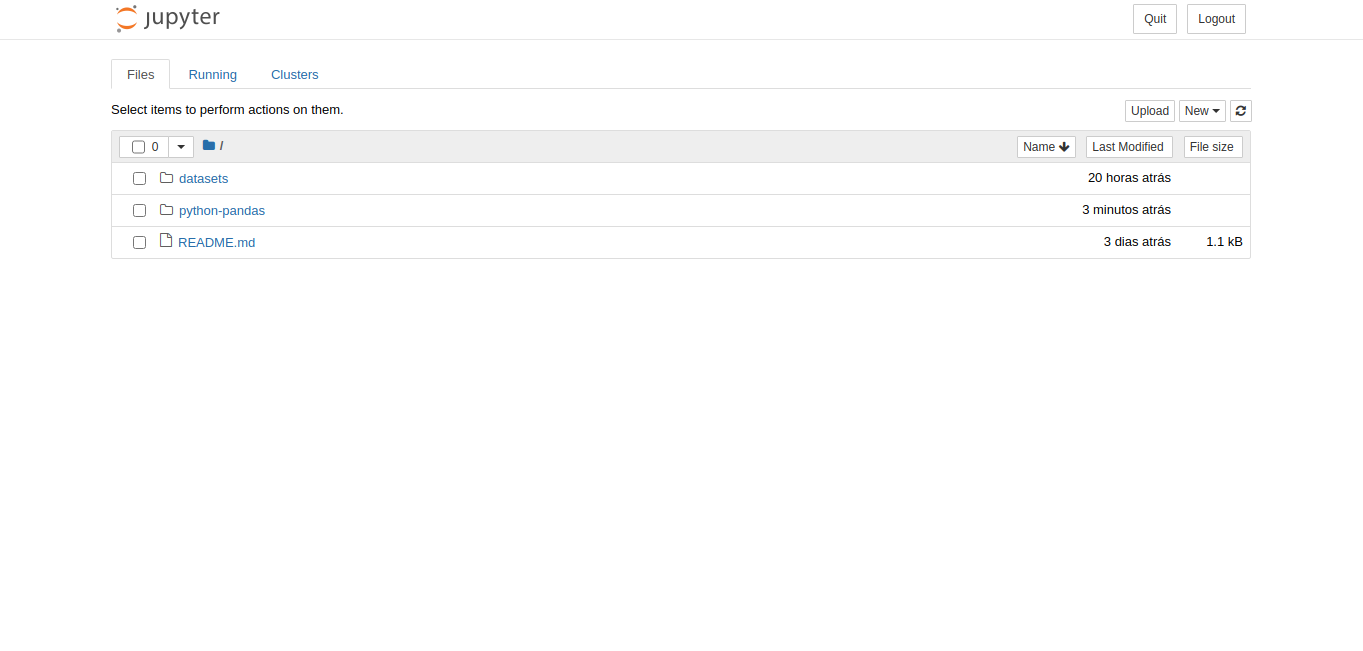 jupyter Quit Logout
Files Running Clusters
Select items to perform actions on them. Upload New
0 / Name Last Modified File size
datasets 20 horas atrás
python-pandas 3 minutos atrás
README.md 3 dias atrás 1.1 kB